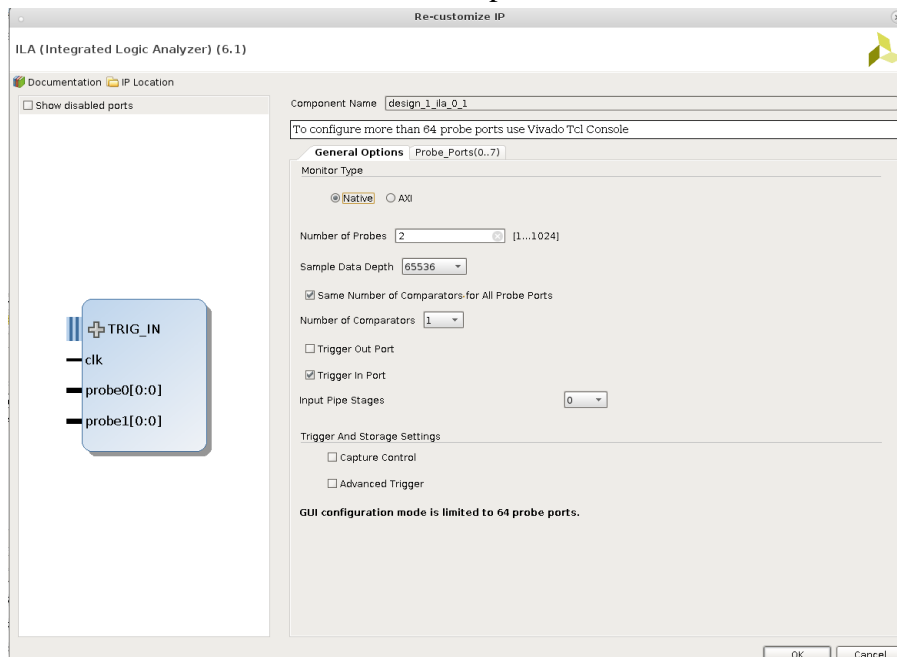 Re-customize IP
ILA (Integrated Logic Analyzer) (6.1)
Documentation IP Location
Show disabled ports
TRIG_IN
clk
probe0[0:0]
probe1[0:0]
Component Name design_1_ila_0_1
To configure more than 64 probe ports use Vivado Tcl Console
General Options Probe_Ports(0..7)
Monitor Type
Native AXI
Number of Probes 2 [1...1024]
Sample Data Depth 65536
Same Number of Comparators for All Probe Ports
Number of Comparators 1
Trigger Out Port
Trigger In Port
Input Pipe Stages 0
Trigger And Storage Settings
Capture Control
Advanced Trigger
GUI configuration mode is limited to 64 probe ports.
OK Cancel